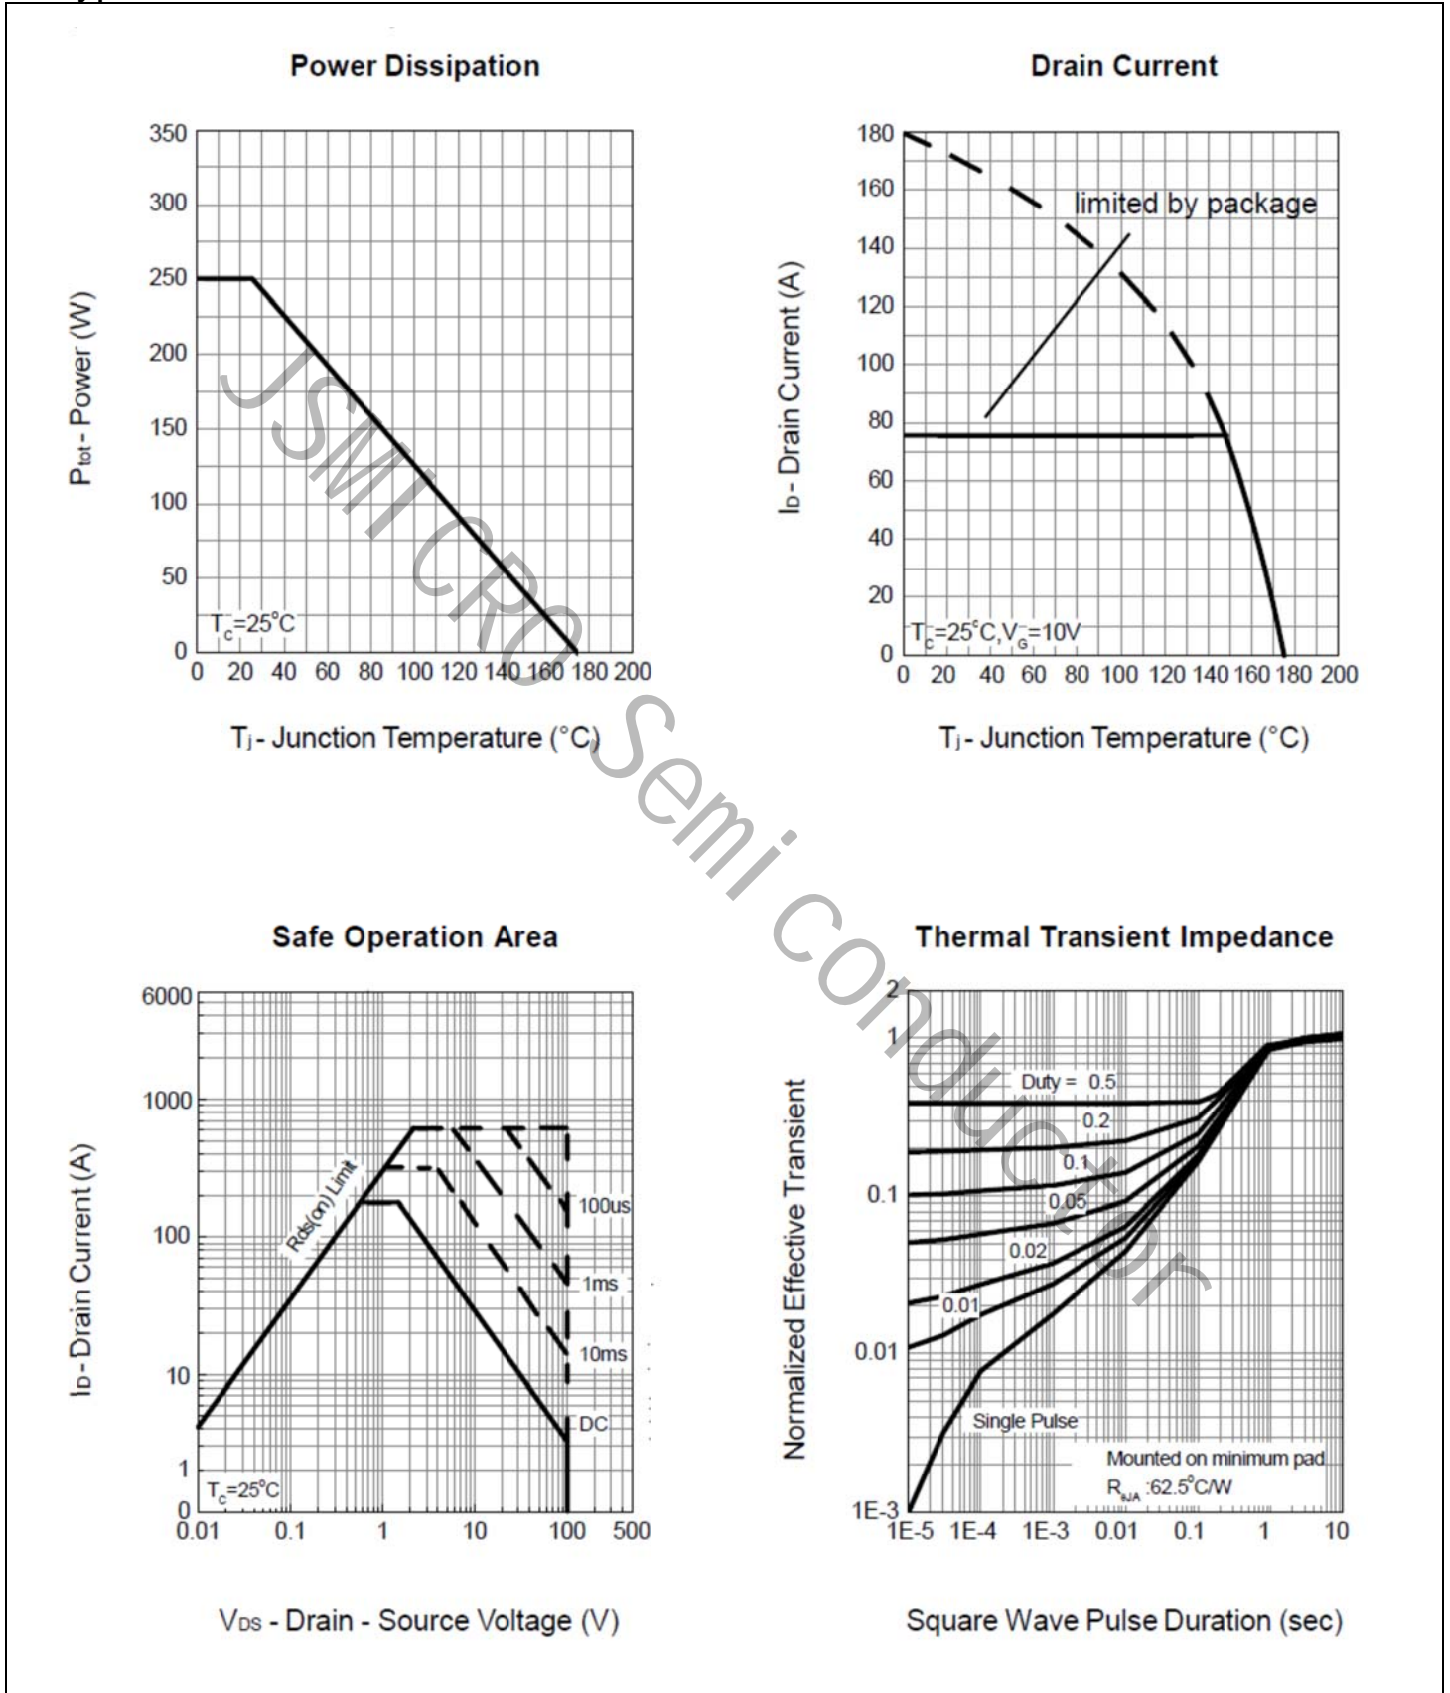 Power Dissipation
350
300
250
200
150
100
50
0
Ptot - Power (W)
Tc=25°C
0 20 40 60 80 100 120 140 160 180 200
Tj - Junction Temperature (°C)
Drain Current
180
160
140
120
100
80
60
40
20
0
ID - Drain Current (A)
limited by package
Tc=25°C,VG=10V
0 20 40 60 80 100 120 140 160 180 200
Tj - Junction Temperature (°C)
JSMICRO Semiconductor
Safe Operation Area
6000
1000
100
10
1
0
ID - Drain Current (A)
Rds(on) Limit
100us
1ms
10ms
DC
Tc=25°C
0.01 0.1 1 10 100 500
VDS - Drain - Source Voltage (V)
Thermal Transient Impedance
2
1
0.1
0.01
1E-3
Normalized Effective Transient
Duty = 0.5
0.2
0.1
0.05
0.02
0.01
Single Pulse
Mounted on minimum pad
RθJA :62.5°C/W
1E-5 1E-4 1E-3 0.01 0.1 1 10
Square Wave Pulse Duration (sec)